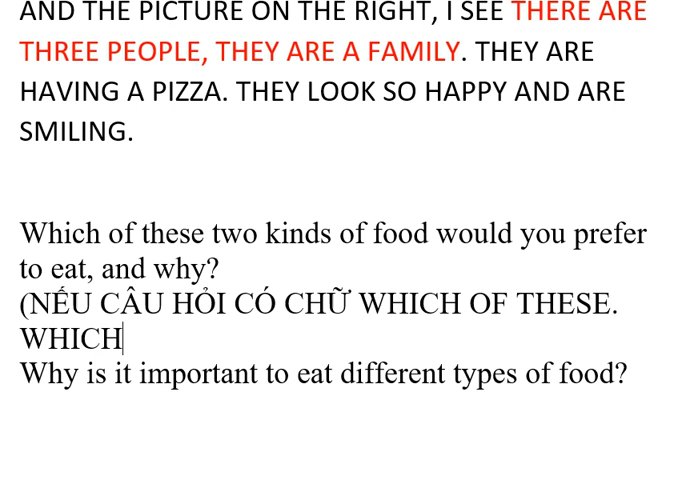 AND THE PICTURE ON THE RIGHT, I SEE THERE ARE
THREE PEOPLE, THEY ARE A FAMILY. THEY ARE
HAVING A PIZZA. THEY LOOK SO HAPPY AND ARE
SMILING.
Which of these two kinds of food would you prefer
to eat, and why?
(NẾU CÂU HỎI CÓ CHỮ WHICH OF THESE.
WHICH
Why is it important to eat different types of food?